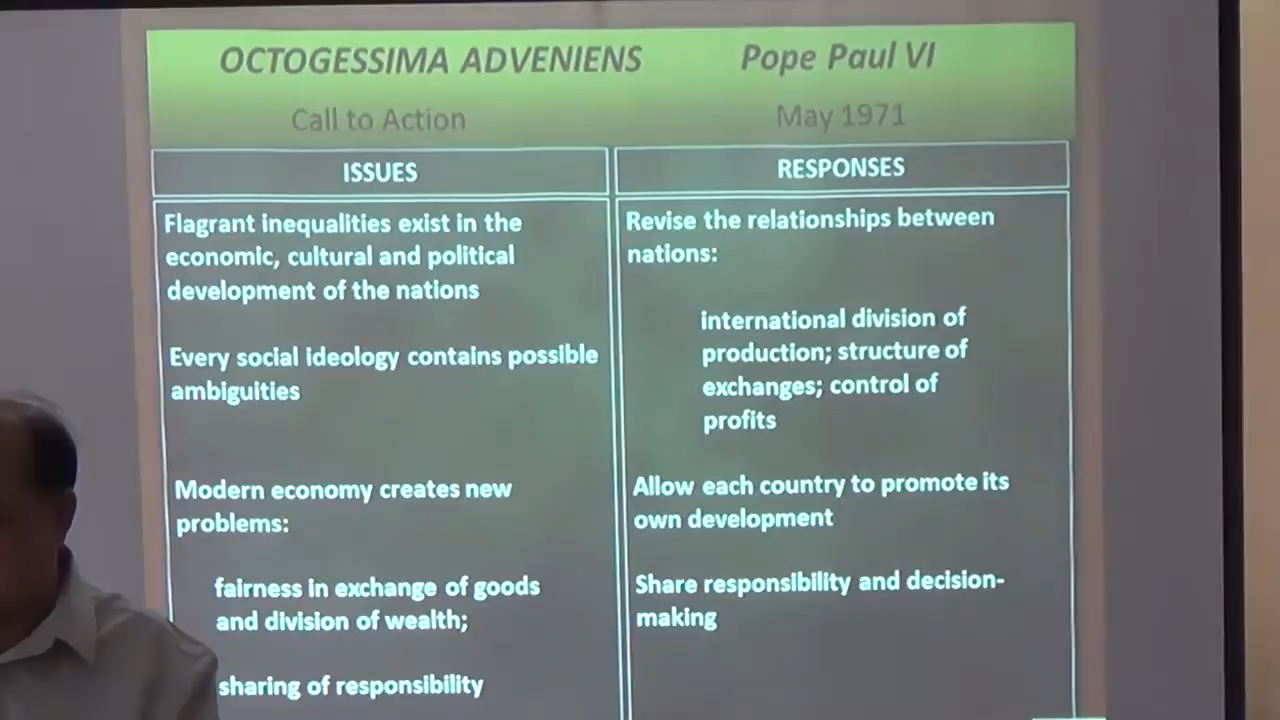 OCTOGESSIMA ADVENIENS Pope Paul VI
Call to Action May 1971
ISSUES
Flagrant inequalities exist in the
economic, cultural and political
development of the nations
Every social ideology contains possible
ambiguities
Modern economy creates new
problems:
fairness in exchange of goods
and division of wealth;
sharing of responsibility
RESPONSES
Revise the relationships between
nations:
international division of
production; structure of
exchanges; control of
profits
Allow each country to promote its
own development
Share responsibility and decision-
making